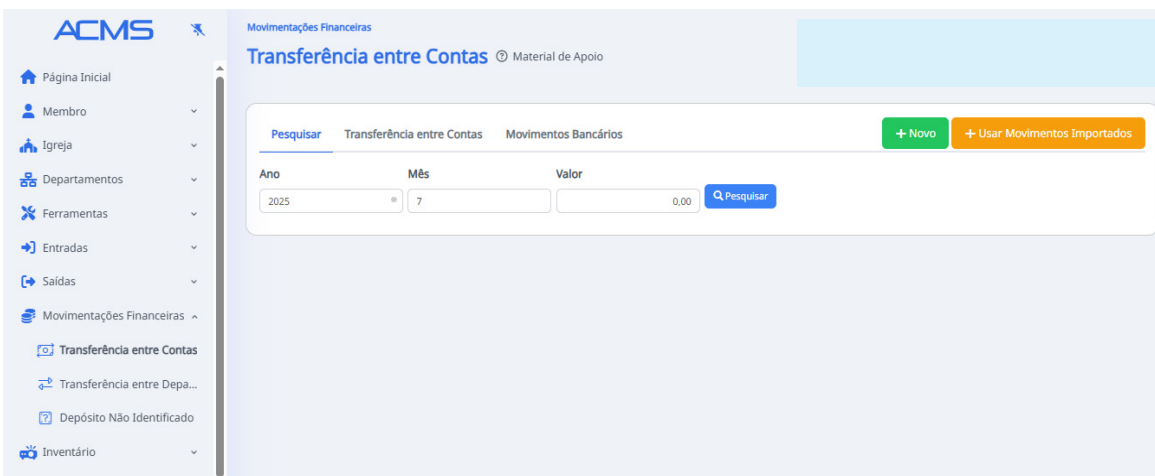 ACMS
Página Inicial
Membro
Igreja
Departamentos
Ferramentas
Entradas
Saídas
Movimentações Financeiras
Transferência entre Contas
Transferência entre Depa...
Depósito Não Identificado
Inventário
Movimentações Financeiras
Transferência entre Contas ? Material de Apoio
Pesquisar Transferência entre Contas Movimentos Bancários + Novo + Usar Movimentos Importados
Ano Mês Valor
2025 7 0,00 Pesquisar